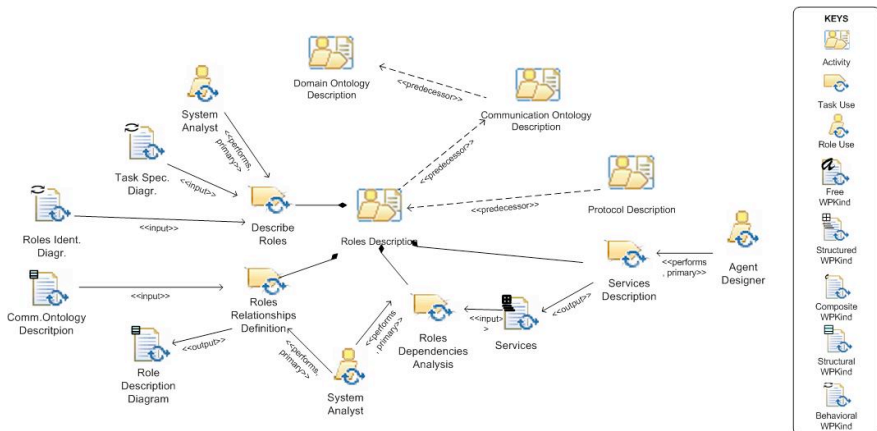 KEYS
Activity
Task Use
Role Use
Free
WPKind
Structured
WPKind
Composite
WPKind
Structural
WPKind
Behavioral
WPKind
Domain Ontology
Description
<<predecessor>>
Communication Ontology
Description
<<predecessor>>
System
Analyst
<<performs,
primary>>
Task Spec.
Diagr.
<<input>>
Describe
Roles
Roles Ident.
Diagr.
<<input>>
Roles Description
<<predecessor>>
Protocol Description
Comm.Ontology
Descritpion
<<input>>
Roles
Relationships
Definition
<<output>>
Role
Description
Diagram
<<performs,
primary>>
System
Analyst
<<performs
, primary>>
Roles
Dependencies
Analysis
<<input>
>
Services
<<output>>
Services
Description
<<performs
, primary>>
Agent
Designer